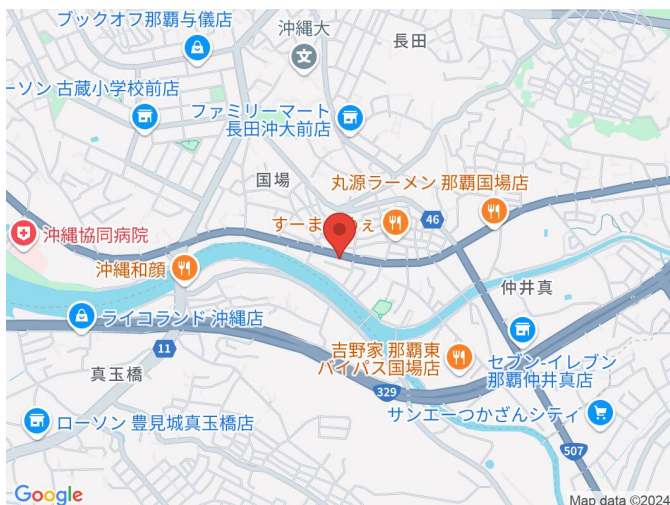 ブックオフ那覇与儀店
沖縄大
長田
ーソン 古蔵小学校前店
ファミリーマート
長田沖大前店
国場
丸源ラーメン 那覇国場店
すーま
ぇ
46
沖縄協同病院
沖縄和顔
仲井真
ライコランド 沖縄店
11
真玉橋
吉野家 那覇東
バイパス国場店
329
セブン-イレブン
那覇仲井真店
ローソン 豊見城真玉橋店
サンエーつかざんシティ
507
Google
Map data ©2024